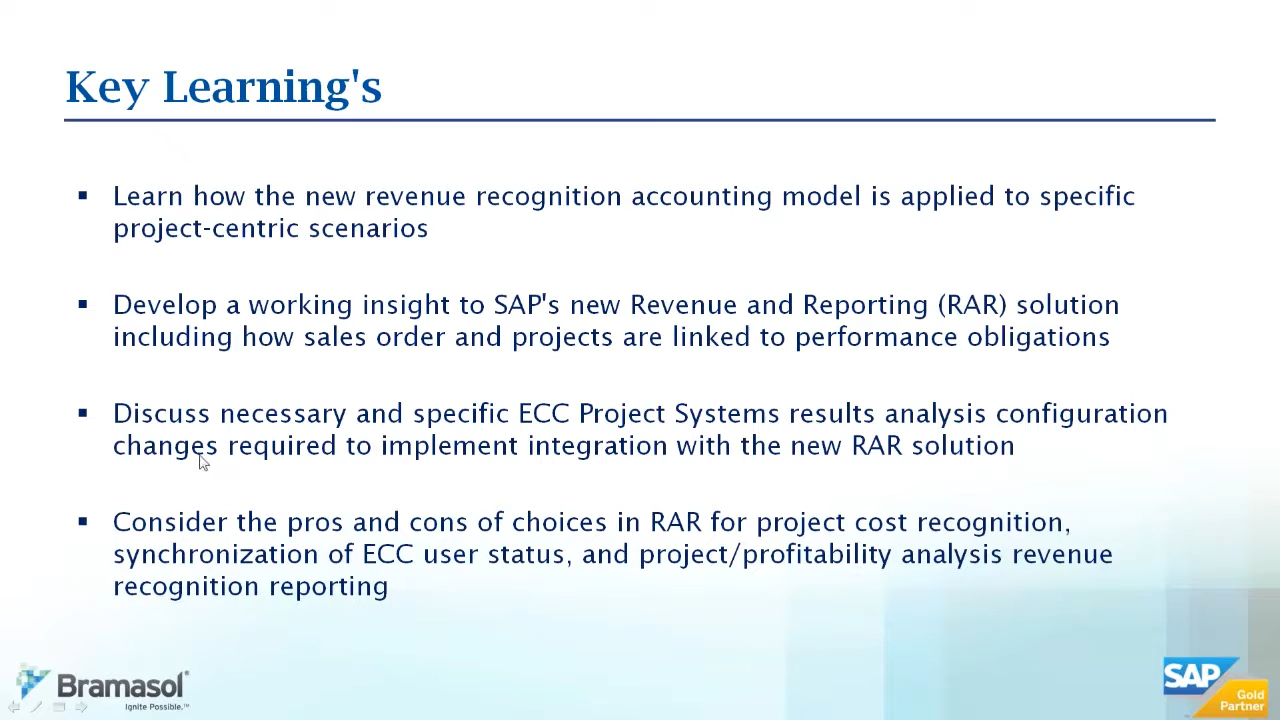 Key Learning's
▪ Learn how the new revenue recognition accounting model is applied to specific
project-centric scenarios
▪ Develop a working insight to SAP's new Revenue and Reporting (RAR) solution
including how sales order and projects are linked to performance obligations
▪ Discuss necessary and specific ECC Project Systems results analysis configuration
changes required to implement integration with the new RAR solution
▪ Consider the pros and cons of choices in RAR for project cost recognition,
synchronization of ECC user status, and project/profitability analysis revenue
recognition reporting
Bramasol®
Ignite Possible.™
SAP
Gold
Partner